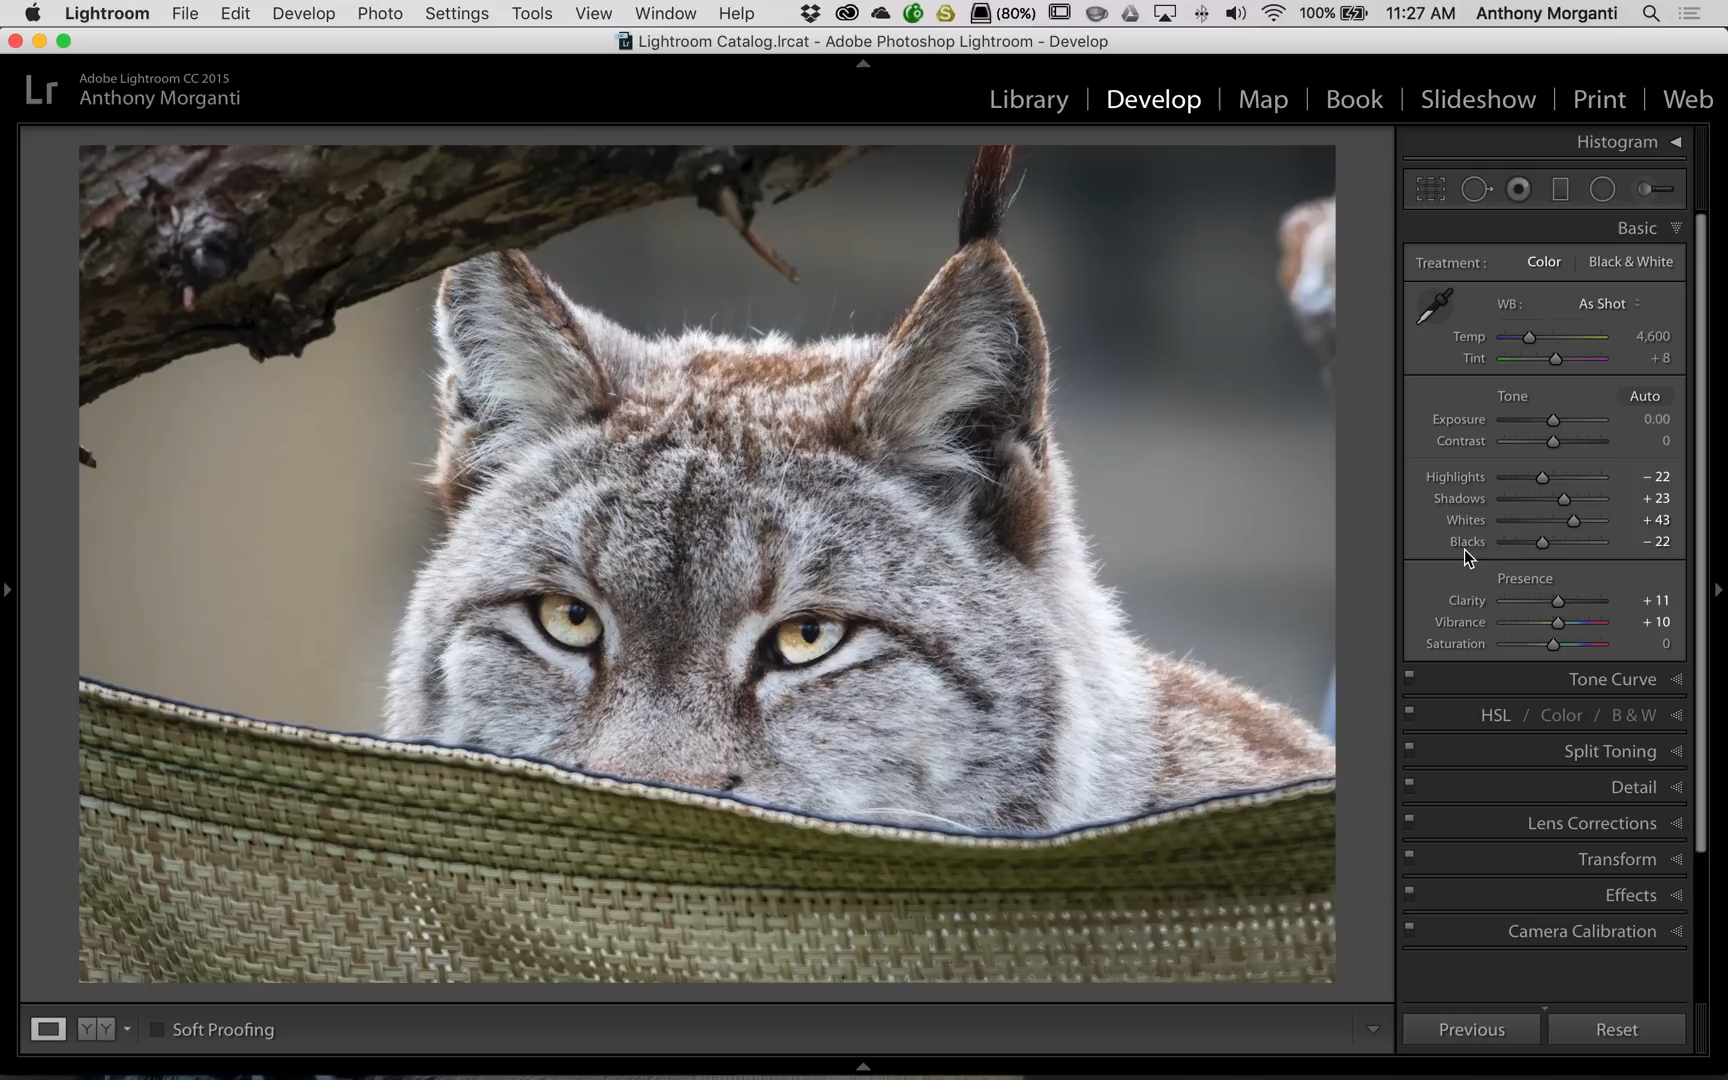 Lightroom File Edit Develop Photo Settings Tools View Window Help (80%) 100% 11:27 AM Anthony Morganti
Lightroom Catalog.lrcat - Adobe Photoshop Lightroom - Develop
Lr Adobe Lightroom CC 2015
Anthony Morganti
Library | Develop | Map | Book | Slideshow | Print | Web
Histogram
Basic
Treatment : Color | Black & White
WB : As Shot
Temp 4,600
Tint + 8
Tone Auto
Exposure 0.00
Contrast 0
Highlights − 22
Shadows + 23
Whites + 43
Blacks − 22
Presence
Clarity + 11
Vibrance + 10
Saturation 0
Tone Curve
HSL / Color / B & W
Split Toning
Detail
Lens Corrections
Transform
Effects
Camera Calibration
Y Y Soft Proofing
Previous Reset